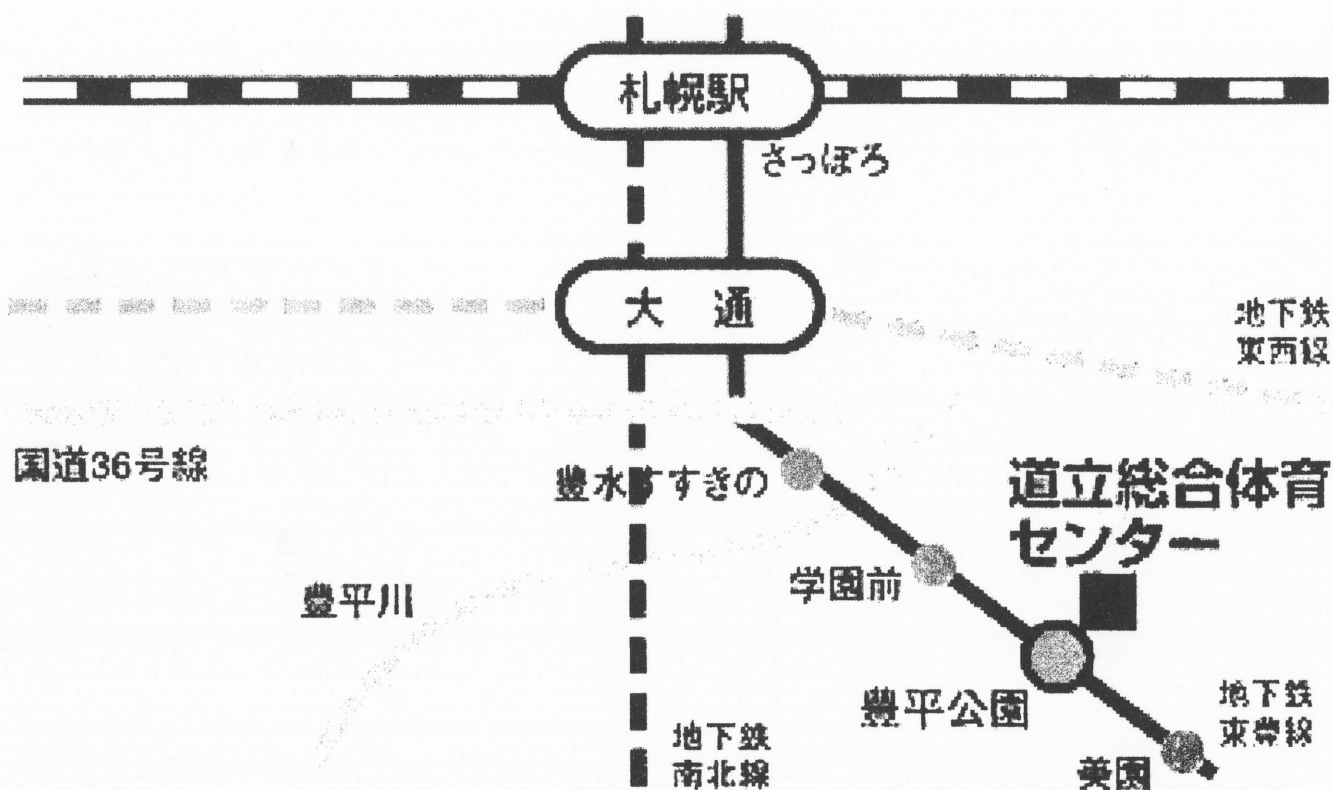 札幌駅
さっぽろ
大通
地下鉄
東西線
国道36号線
豊水すすきの
道立総合体育
センター
学園前
豊平川
豊平公園
地下鉄
東豊線
地下鉄
南北線
美園